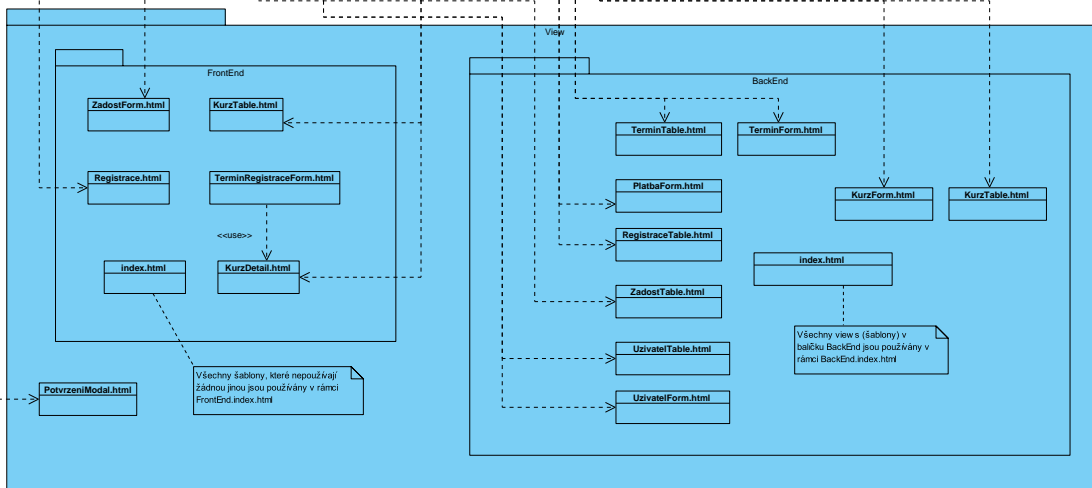 View
FrontEnd
ZadostForm.html
KurzTable.html
Registrace.html
TerminRegistraceForm.html
<<use>>
index.html
KurzDetail.html
Všechny šablony, které nepoužívají
žádnou jinou jsou používány v rámci
FrontEnd.index.html
PotvrzeniModal.html
BackEnd
TerminTable.html
TerminForm.html
PlatbaForm.html
KurzForm.html
KurzTable.html
RegistraceTable.html
index.html
ZadostTable.html
Všechny view s (šablony) v
balíčku BackEnd jsou používány v
rámci BackEnd.index.html
UzivatelTable.html
UzivatelForm.html